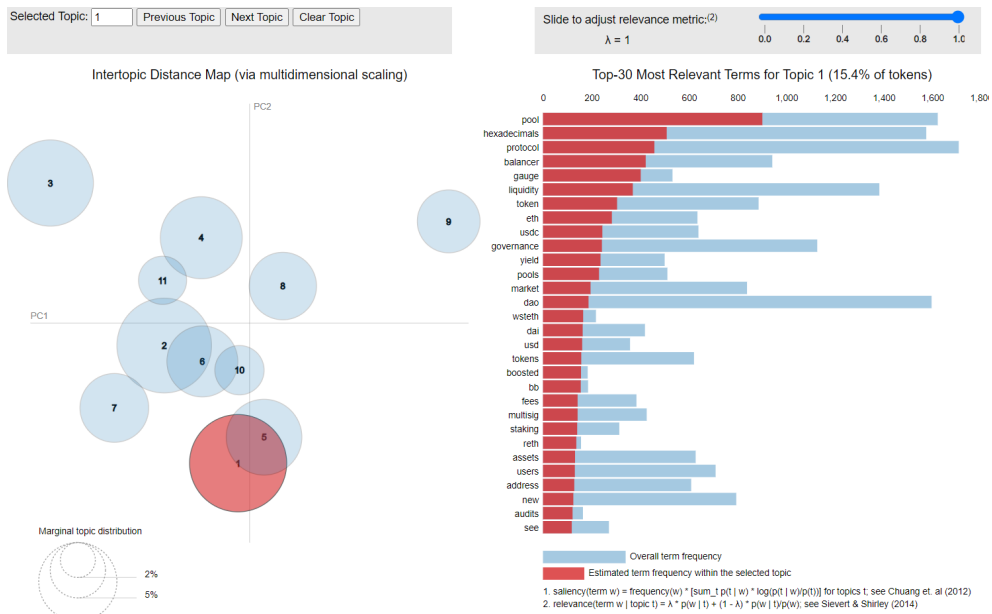 Selected Topic: 1 Previous Topic Next Topic Clear Topic
Slide to adjust relevance metric:(2)
λ = 1
0.0 0.2 0.4 0.6 0.8 1.0
Intertopic Distance Map (via multidimensional scaling)
PC2
PC1
3
4
9
11
8
2
6
10
7
5
1
Marginal topic distribution
2%
5%
Top-30 Most Relevant Terms for Topic 1 (15.4% of tokens)
0 200 400 600 800 1,000 1,200 1,400 1,600 1,80
pool
hexadecimals
protocol
balancer
gauge
liquidity
token
eth
usdc
governance
yield
pools
market
dao
wsteth
dai
usd
tokens
boosted
bb
fees
multisig
staking
reth
assets
users
address
new
audits
see
Overall term frequency
Estimated term frequency within the selected topic
1. saliency(term w) = frequency(w) * [sum_t p(t | w) * log(p(t | w)/p(t))] for topics t; see Chuang et. al (2012)
2. relevance(term w | topic t) = λ * p(w | t) + (1 - λ) * p(w | t)/p(w); see Sievert & Shirley (2014)